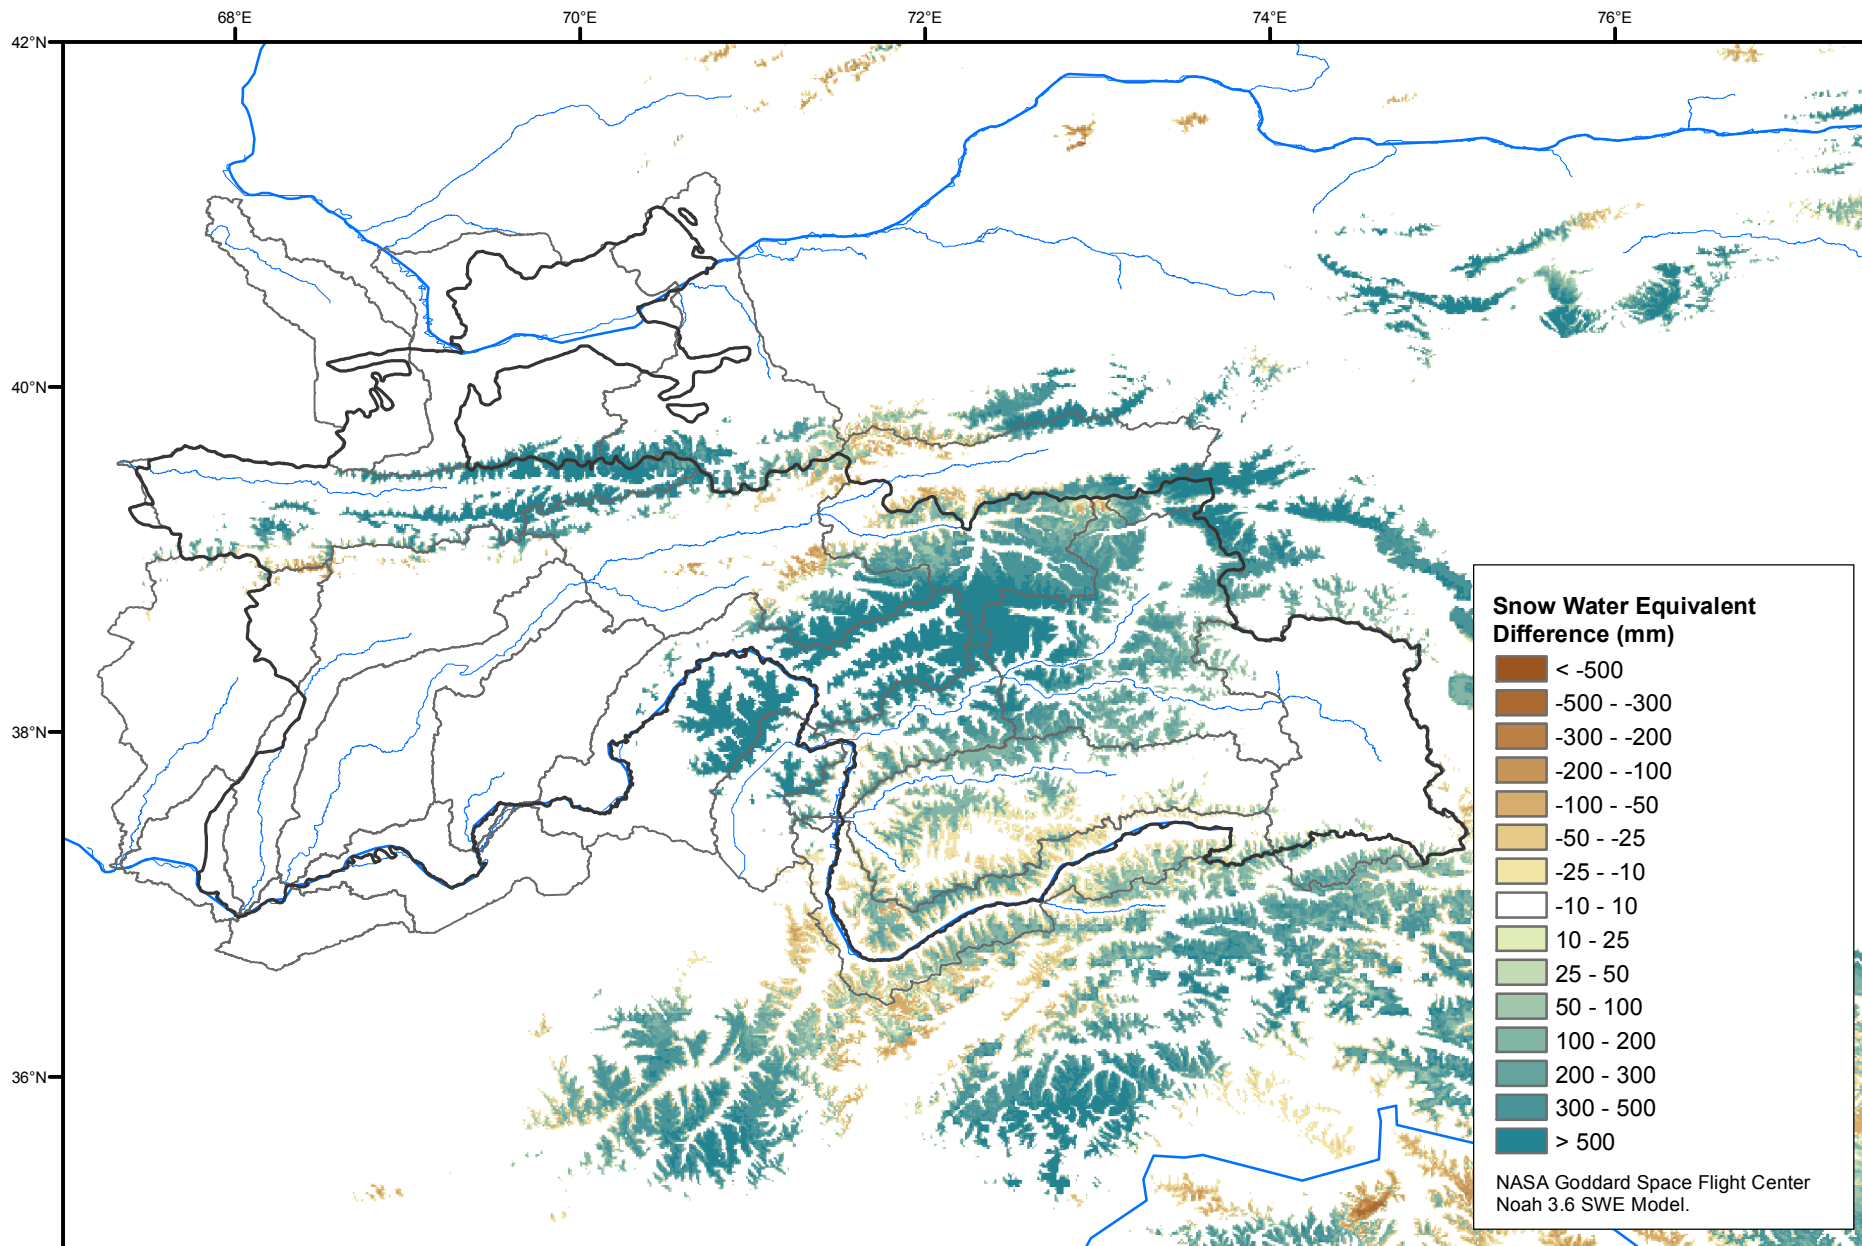 68°E
70°E
72°E
74°E
76°E
42°N
40°N
38°N
36°N
Snow Water Equivalent
Difference (mm)
< -500
-500 - -300
-300 - -200
-200 - -100
-100 - -50
-50 - -25
-25 - -10
-10 - 10
10 - 25
25 - 50
50 - 100
100 - 200
200 - 300
300 - 500
> 500
NASA Goddard Space Flight Center
Noah 3.6 SWE Model.